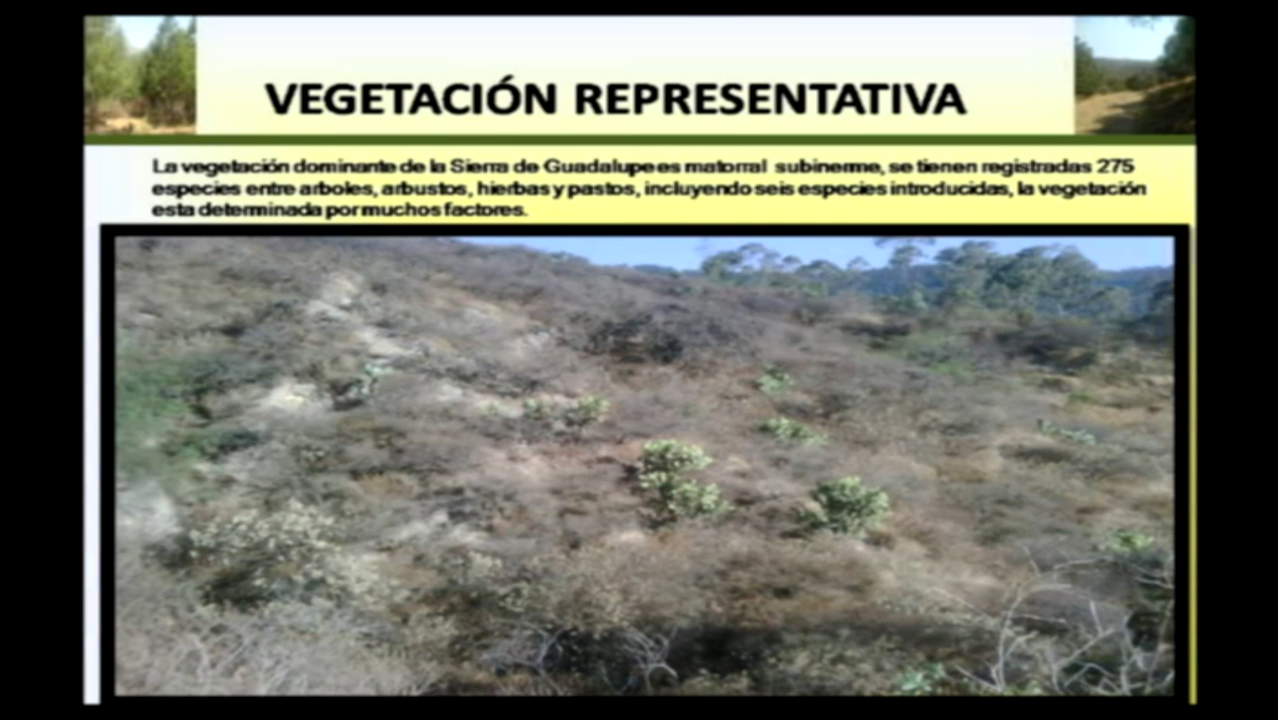 VEGETACIÓN REPRESENTATIVA
La vegetación dominante de la Sierra de Guadalupe es matorral subinerme, se tienen registradas 275
especies entre arboles, arbustos, hierbas y pastos, incluyendo seis especies introducidas, la vegetación
esta determinada por muchos factores.